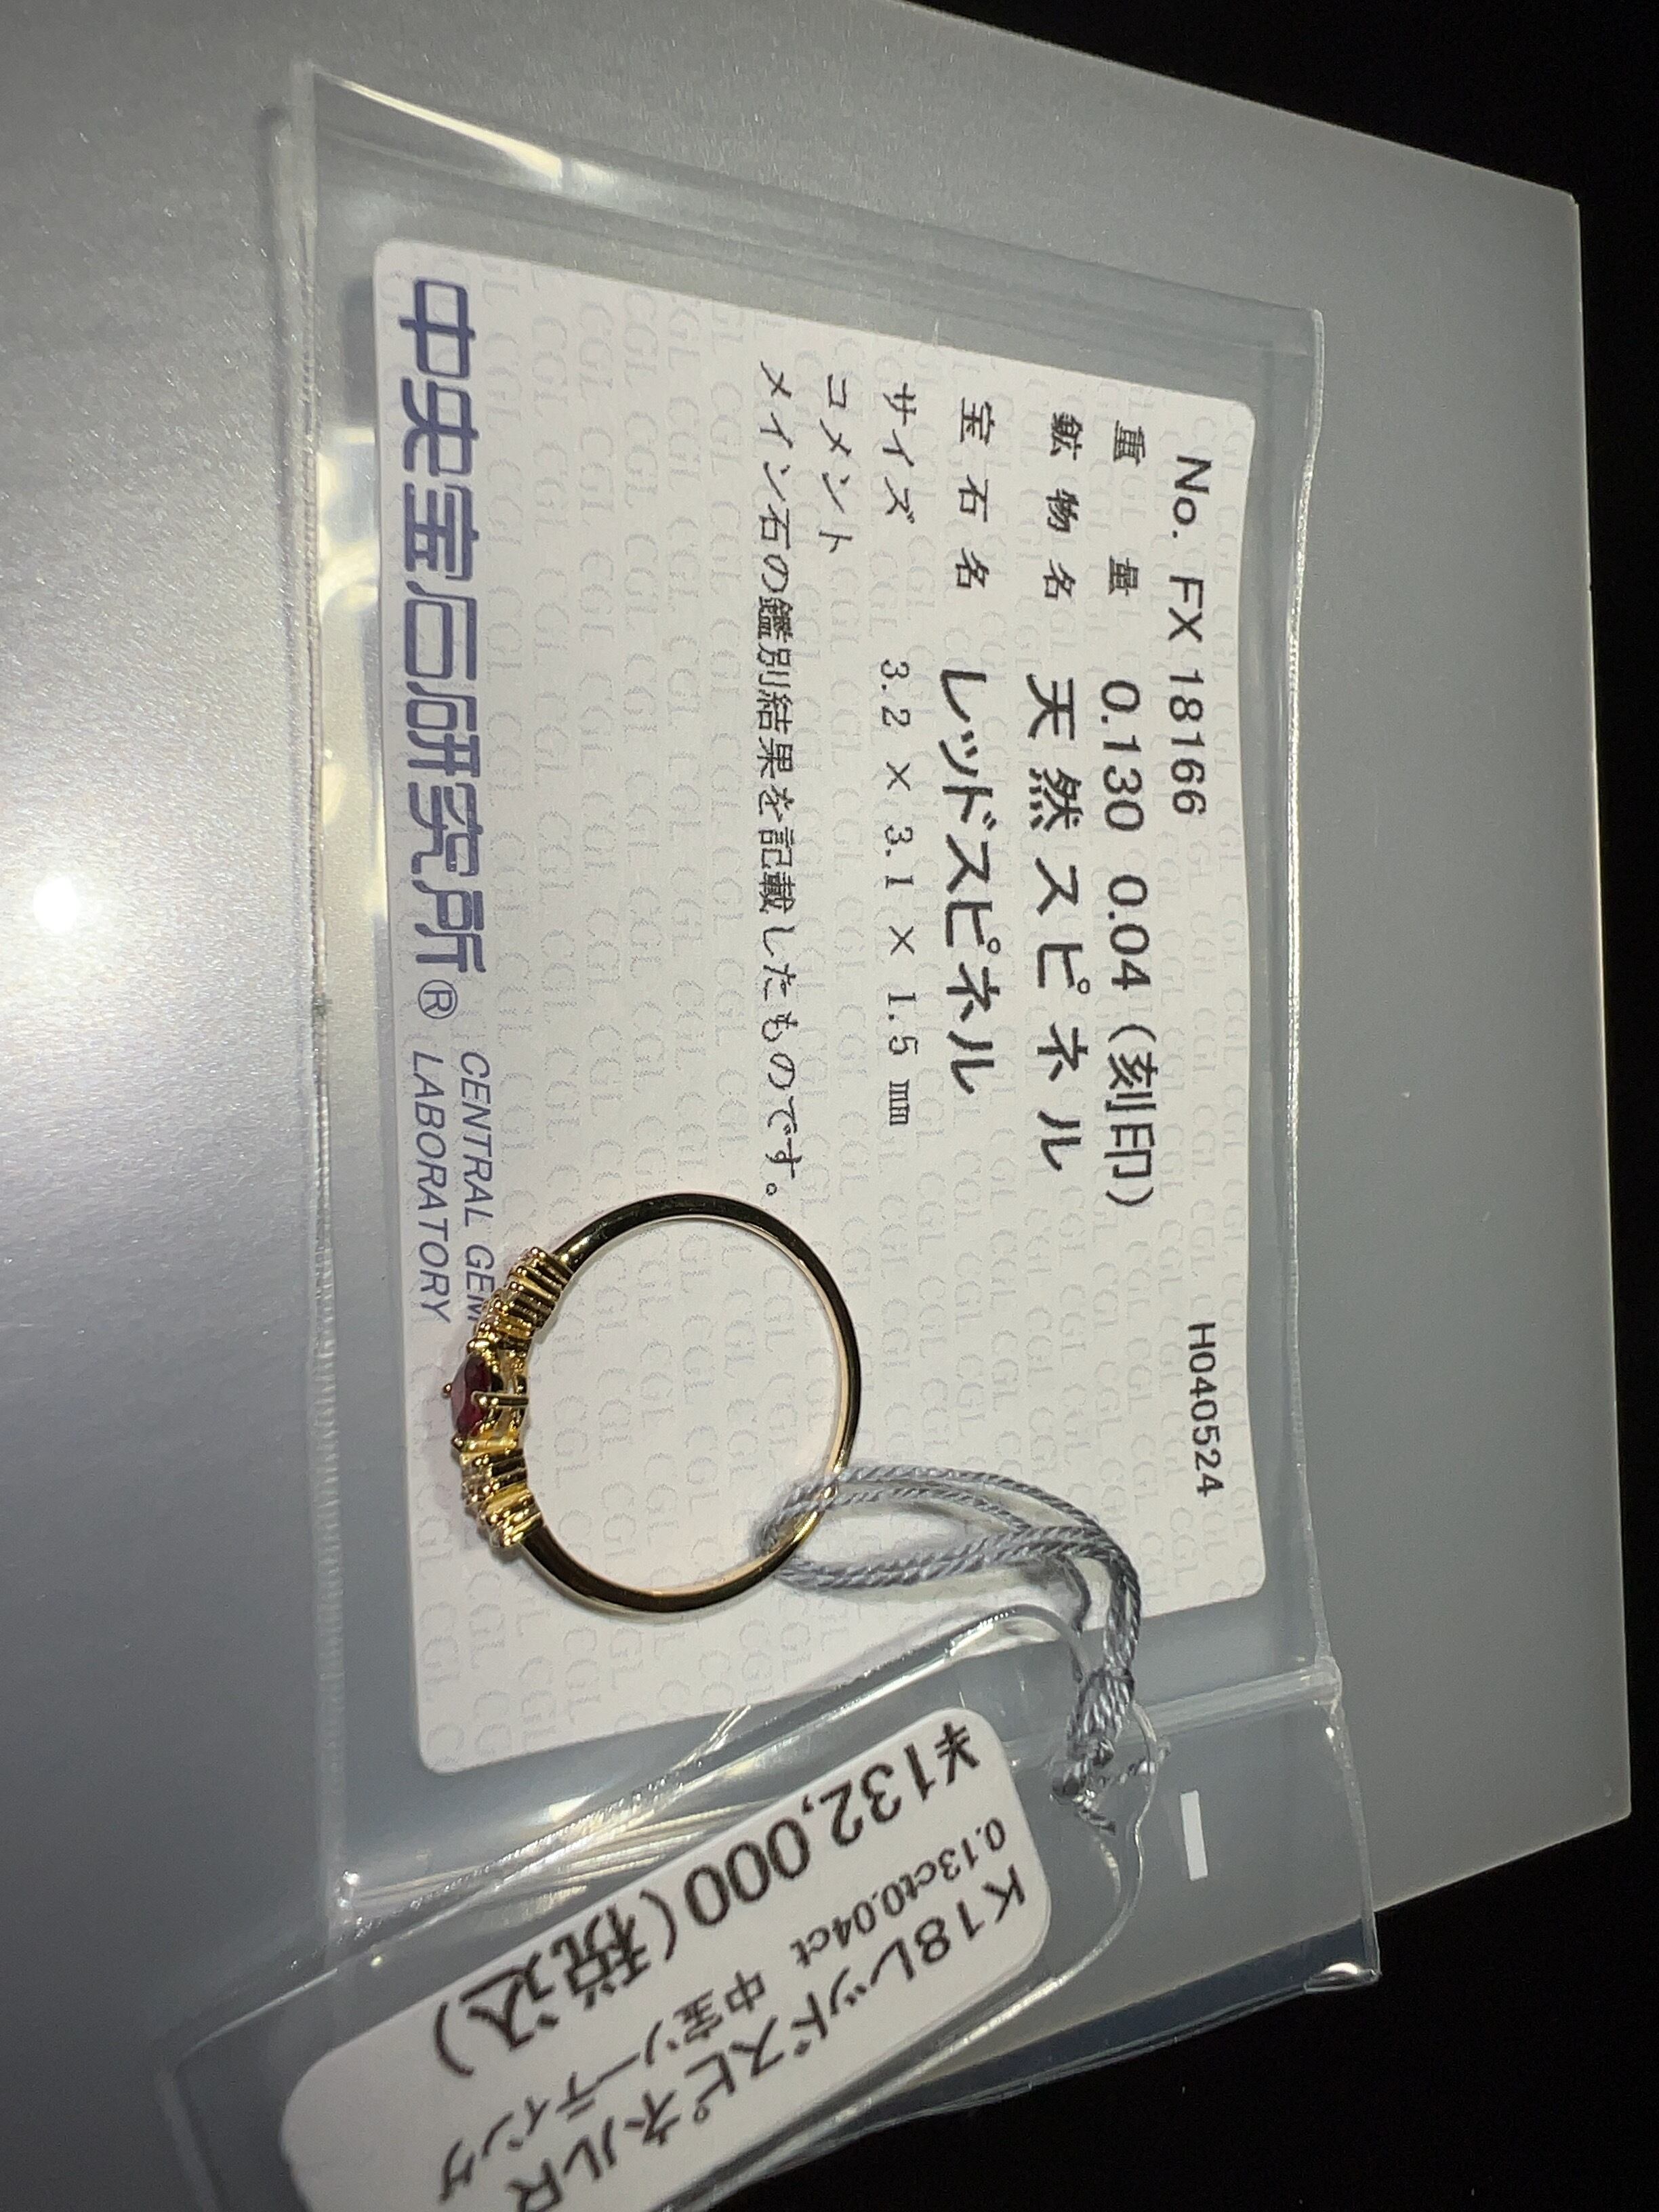 No. FX 18166 H040524
重量 0.130 0.04 (刻印)
鉱物名 天然スピネル
宝石名 レッドスピネル
サイズ 3.2 × 3.1 × 1.5 mm
コメント
メイン石の鑑別結果を記載したものです。
中央宝石研究所® CENTRAL GEM
LABORATORY
K18レッドスピネルR
0.13ct0.04ct 中宝ソーティング
¥132,000(税込)